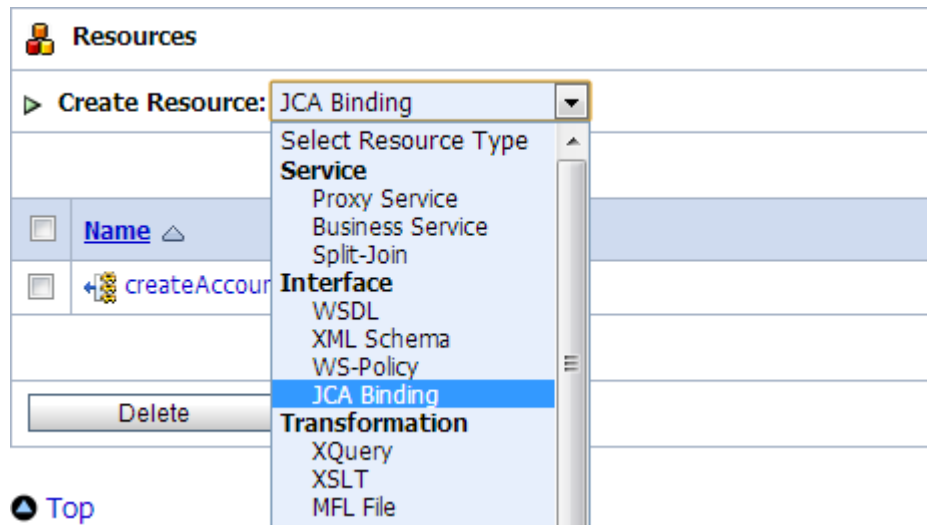 Resources
Create Resource: JCA Binding
Select Resource Type
Service
Proxy Service
Business Service
Split-Join
Interface
WSDL
XML Schema
WS-Policy
JCA Binding
Transformation
XQuery
XSLT
MFL File
Name
createAccour
Delete
Top